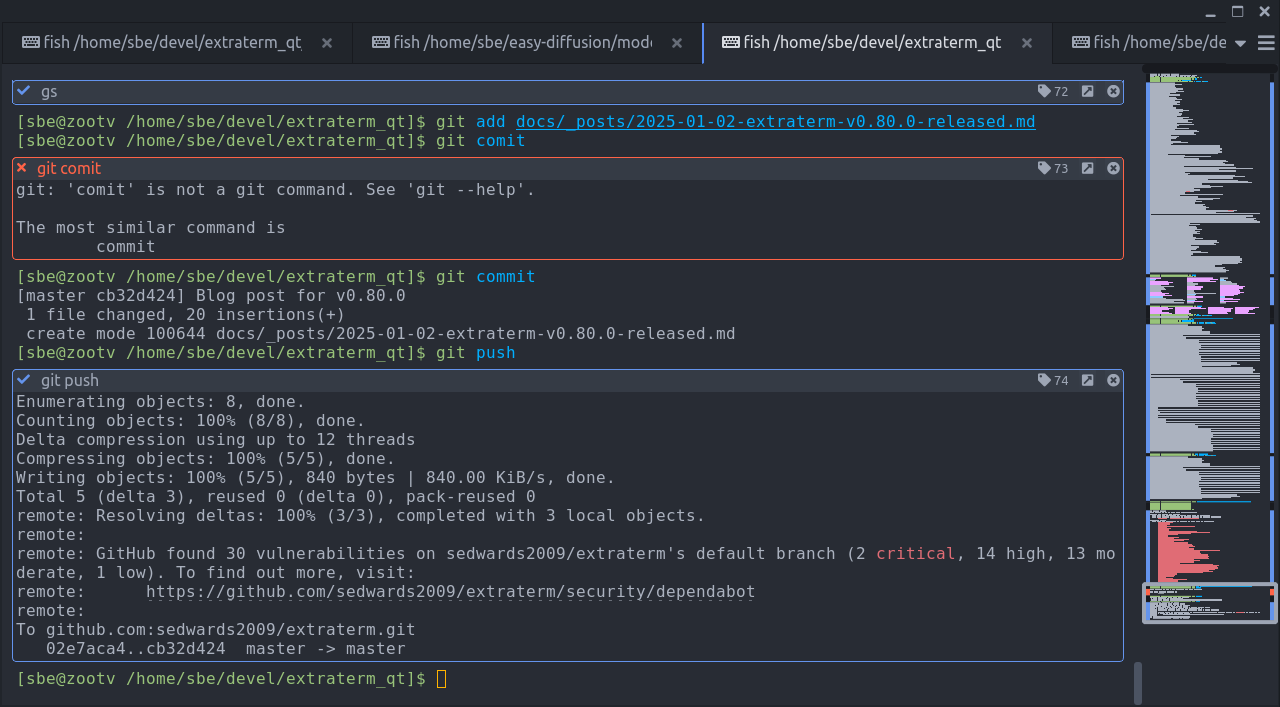 fish /home/sbe/devel/extraterm_qt
fish /home/sbe/easy-diffusion/mode
fish /home/sbe/devel/extraterm_qt
fish /home/sbe/de
gs 72
[sbe@zootv /home/sbe/devel/extraterm_qt]$ git add docs/_posts/2025-01-02-extraterm-v0.80.0-released.md
[sbe@zootv /home/sbe/devel/extraterm_qt]$ git comit
git comit 73
git: 'comit' is not a git command. See 'git --help'.
The most similar command is
commit
[sbe@zootv /home/sbe/devel/extraterm_qt]$ git commit
[master cb32d424] Blog post for v0.80.0
1 file changed, 20 insertions(+)
create mode 100644 docs/_posts/2025-01-02-extraterm-v0.80.0-released.md
[sbe@zootv /home/sbe/devel/extraterm_qt]$ git push
git push 74
Enumerating objects: 8, done.
Counting objects: 100% (8/8), done.
Delta compression using up to 12 threads
Compressing objects: 100% (5/5), done.
Writing objects: 100% (5/5), 840 bytes | 840.00 KiB/s, done.
Total 5 (delta 3), reused 0 (delta 0), pack-reused 0
remote: Resolving deltas: 100% (3/3), completed with 3 local objects.
remote:
remote: GitHub found 30 vulnerabilities on sedwards2009/extraterm's default branch (2 critical, 14 high, 13 mo
derate, 1 low). To find out more, visit:
remote:      https://github.com/sedwards2009/extraterm/security/dependabot
remote:
To github.com:sedwards2009/extraterm.git
02e7aca4..cb32d424  master -> master
[sbe@zootv /home/sbe/devel/extraterm_qt]$